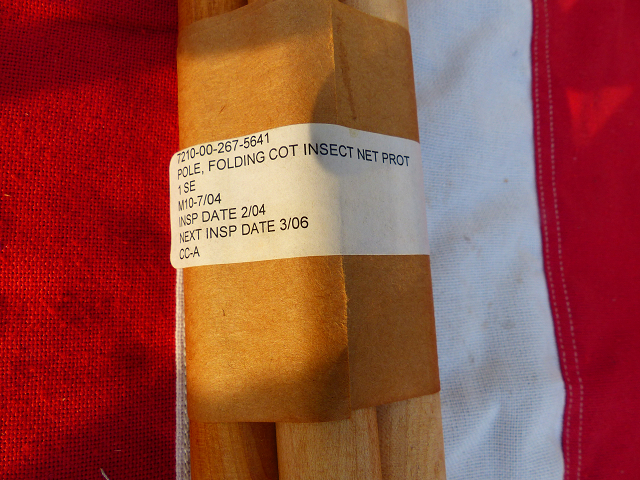 7210-00-267-5641
POLE, FOLDING COT INSECT NET PROT
1 SE
M10-7/04
INSP DATE 2/04
NEXT INSP DATE 3/06
CC-A